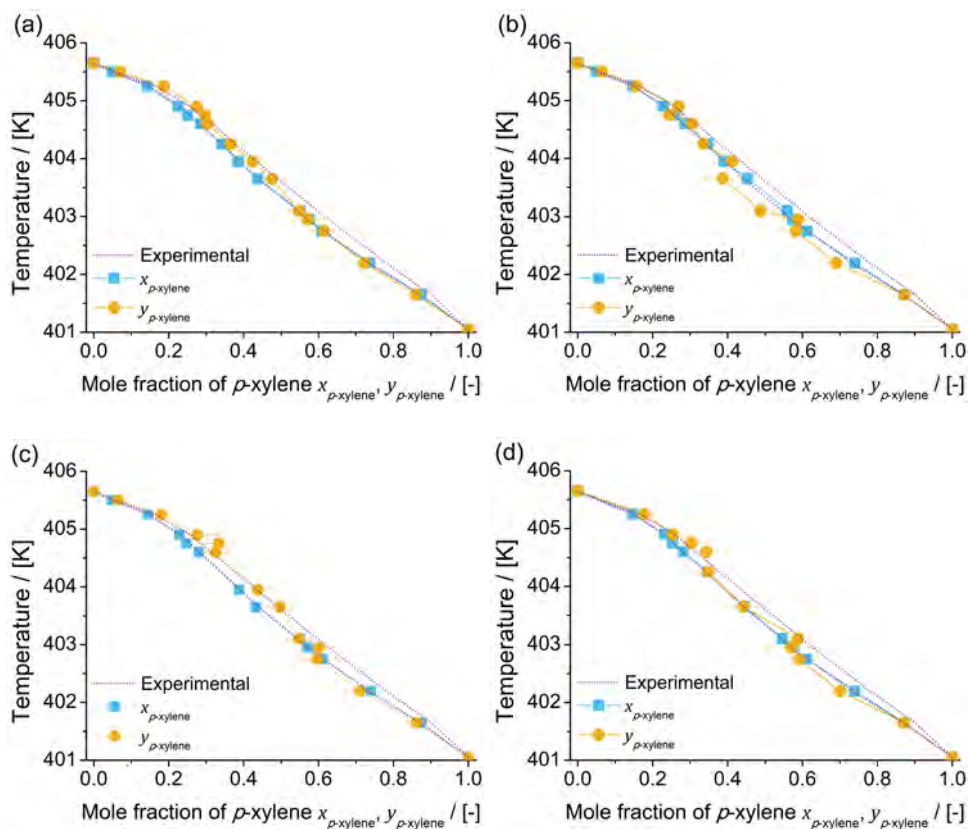 (a)
406
405
404
403
402
401
Temperature / [K]
Experimental
x p-xylene
y p-xylene
0.0 0.2 0.4 0.6 0.8 1.0
Mole fraction of p-xylene x p-xylene, y p-xylene / [-]
(b)
406
405
404
403
402
401
Temperature / [K]
Experimental
x p-xylene
y p-xylene
0.0 0.2 0.4 0.6 0.8 1.0
Mole fraction of p-xylene x p-xylene, y p-xylene / [-]
(c)
406
405
404
403
402
401
Temperature / [K]
Experimental
x p-xylene
y p-xylene
0.0 0.2 0.4 0.6 0.8 1.0
Mole fraction of p-xylene x p-xylene, y p-xylene / [-]
(d)
406
405
404
403
402
401
Temperature / [K]
Experimental
x p-xylene
y p-xylene
0.0 0.2 0.4 0.6 0.8 1.0
Mole fraction of p-xylene x p-xylene, y p-xylene / [-]